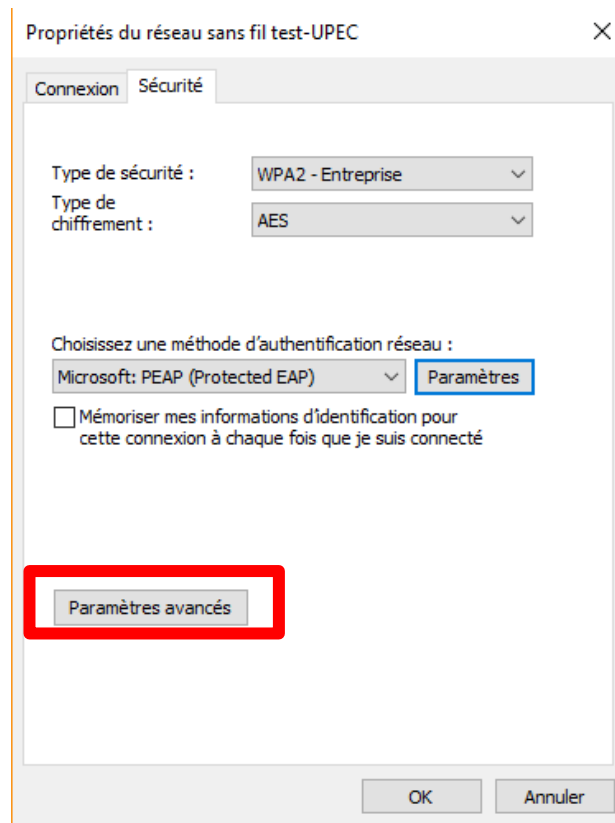 Propriétés du réseau sans fil test-UPEC
Connexion Sécurité
Type de sécurité : WPA2 - Entreprise
Type de
chiffrement : AES
Choisissez une méthode d'authentification réseau :
Microsoft: PEAP (Protected EAP) Paramètres
Mémoriser mes informations d'identification pour
cette connexion à chaque fois que je suis connecté
Paramètres avancés
OK Annuler